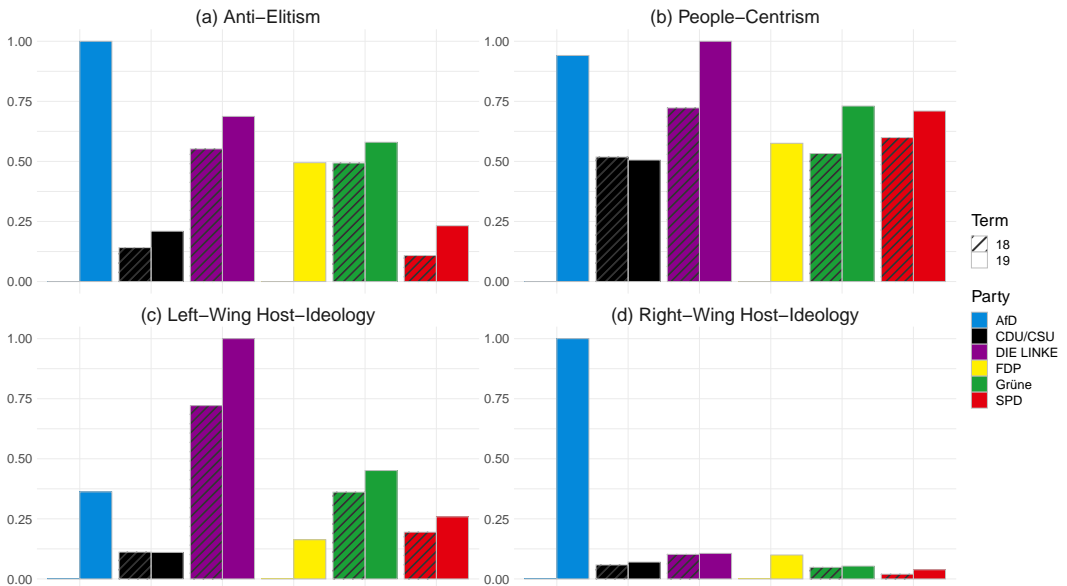 (a) Anti−Elitism
(b) People−Centrism
1.00
0.75
0.50
0.25
0.00
1.00
0.75
0.50
0.25
0.00
(c) Left−Wing Host−Ideology
(d) Right−Wing Host−Ideology
1.00
0.75
0.50
0.25
0.00
1.00
0.75
0.50
0.25
0.00
Term
18
19
Party
AfD
CDU/CSU
DIE LINKE
FDP
Grüne
SPD